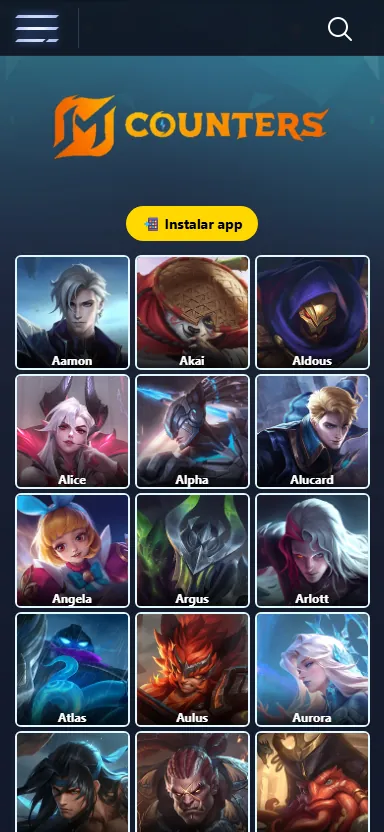 COUNTERS
Instalar app
Aamon
Akai
Aldous
Alice
Alpha
Alucard
Angela
Argus
Arlott
Atlas
Aulus
Aurora